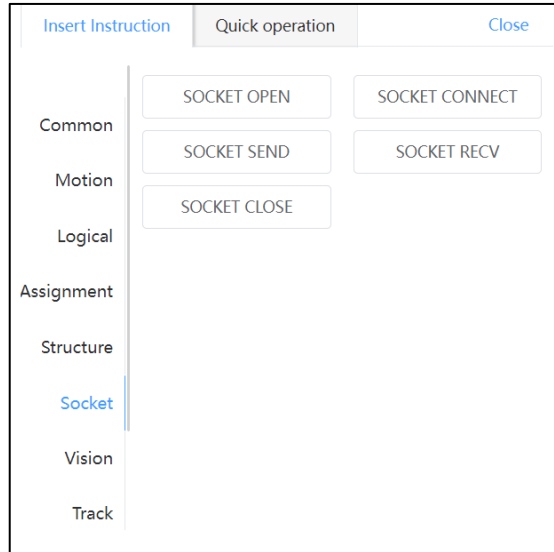 Insert Instruction Quick operation Close
SOCKET OPEN SOCKET CONNECT
Common
SOCKET SEND SOCKET RECV
Motion
SOCKET CLOSE
Logical
Assignment
Structure
Socket
Vision
Track